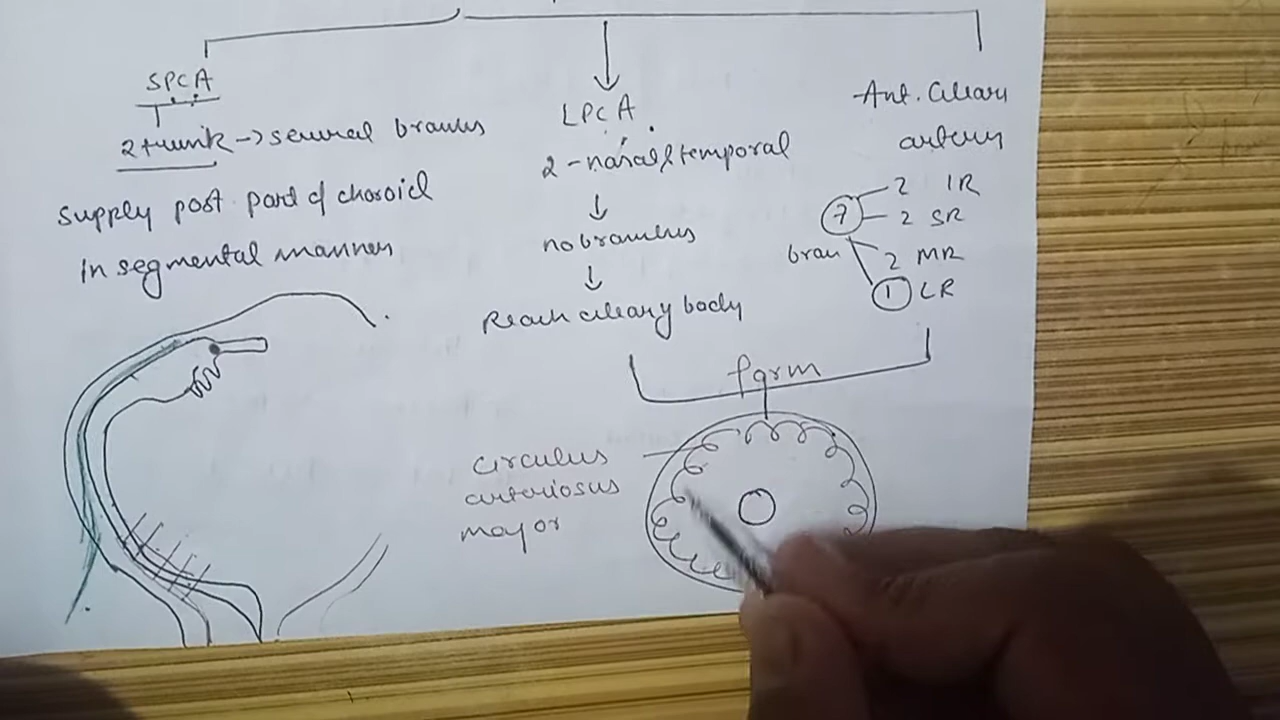 SPCA
2 trunk → several branches
supply post. part of choroid
in segmental manner
LPCA
2 - nasal & temporal
↓
no branches
↓
Reach ciliary body
Ant. Ciliary
artery
7
bran
2 IR
2 SR
2 MR
1 LR
form
circulus
arteriosus
major